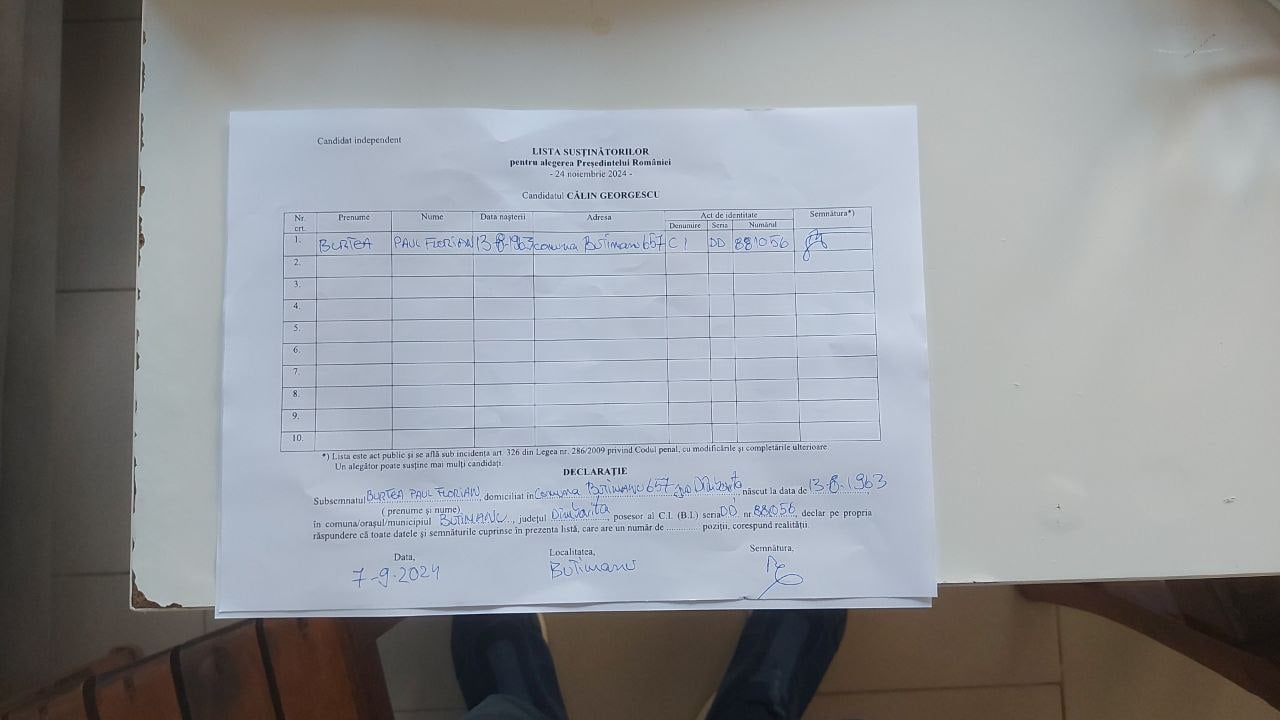 Candidat independent
LISTA SUSȚINĂTORILOR
pentru alegerea Președintelui României
- 24 noiembrie 2024 -
Candidatul CĂLIN GEORGESCU
Nr. crt. Prenume Nume Data nașterii Adresa Act de identitate Semnătura*)
Denumire Seria Numărul
1. BURTEA PAUL FLORIAN 13-8-1963 comuna Butimanu 657 CI DD 881056
2.
3.
4.
5.
6.
7.
8.
9.
10.
*) Lista este act public și se află sub incidența art. 326 din Legea nr. 286/2009 privind Codul penal, cu modificările și completările ulterioare.
Un alegător poate susține mai mulți candidați.
DECLARAȚIE
Subsemnatul BURTEA PAUL FLORIAN, domiciliat în Comuna BUTIMANU 657 jud Dîmbovita, născut la data de 13-8-1963
( prenume și nume)
în comuna/orașul/municipiul BUTIMANU, județul Dîmbovita, posesor al C.I. (B.I.) seria DD nr. 881056, declar pe propria
răspundere că toate datele și semnăturile cuprinse în prezenta listă, care are un număr de ............ poziții, corespund realității.
Data, Localitatea, Semnătura,
7-9-2024 Butimanu